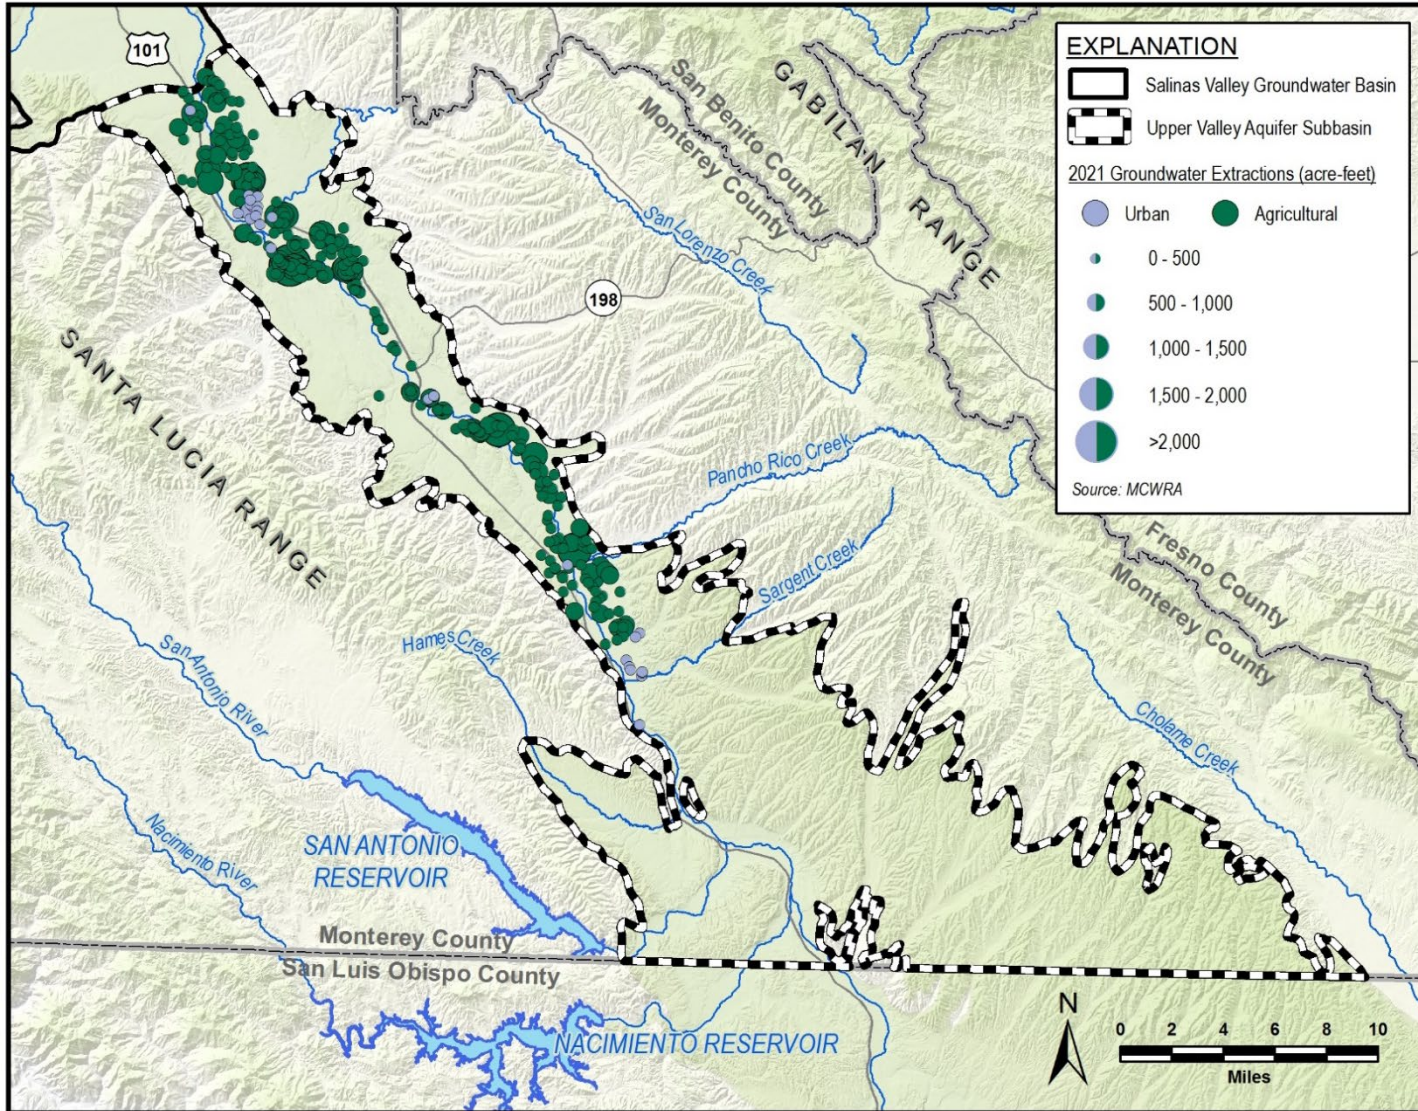 101
San Benito County
Monterey County
GABILAN RANGE
San Lorenzo Creek
198
SANTA LUCIA RANGE
Pancho Rico Creek
Sargent Creek
Hames Creek
San Antonio River
Nacimiento River
SAN ANTONIO
RESERVOIR
Fresno County
Monterey County
Cholame Creek
Monterey County
San Luis Obispo County
NACIMIENTO RESERVOIR
EXPLANATION
Salinas Valley Groundwater Basin
Upper Valley Aquifer Subbasin
2021 Groundwater Extractions (acre-feet)
Urban Agricultural
0 - 500
500 - 1,000
1,000 - 1,500
1,500 - 2,000
>2,000
Source: MCWRA
N
0 2 4 6 8 10
Miles